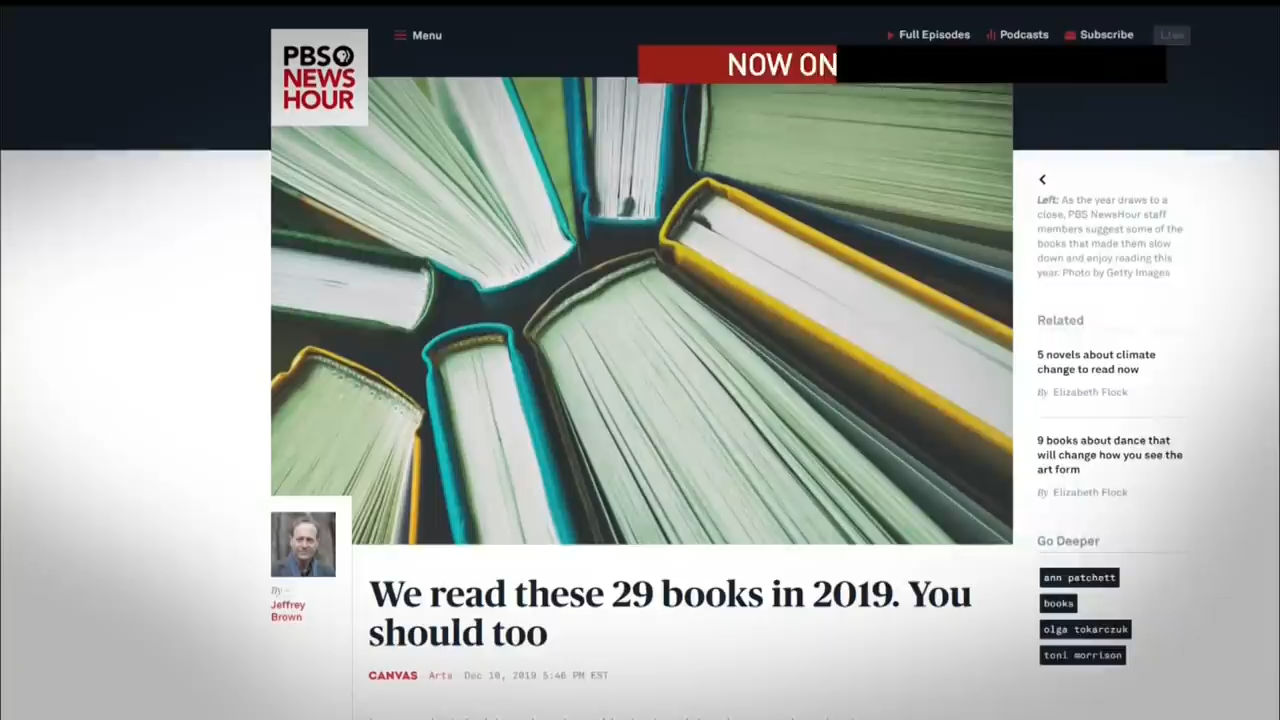 PBS
NEWS
HOUR
Menu
Full Episodes
Podcasts
Subscribe
Live
NOW ON
Left: As the year draws to a
close, PBS NewsHour staff
members suggest some of the
books that made them slow
down and enjoy reading this
year. Photo by Getty Images
Related
5 novels about climate
change to read now
By Elizabeth Flock
9 books about dance that
will change how you see the
art form
By Elizabeth Flock
Go Deeper
ann patchett
books
olga tokarczuk
toni morrison
By –
Jeffrey
Brown
We read these 29 books in 2019. You
should too
CANVAS Arts Dec 10, 2019 5:46 PM EST